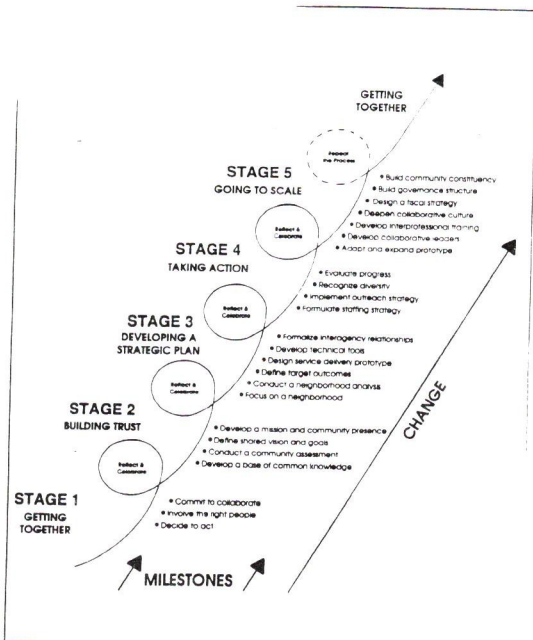 GETTING
TOGETHER
Repeat
the Process
STAGE 5
GOING TO SCALE
• Build community constituency
• Build governance structure
• Design a fiscal strategy
• Deepen collaborative culture
• Develop interprofessional training
• Develop collaborative leaders
• Adapt and expand prototype
Reflect &
Celebrate
STAGE 4
TAKING ACTION
• Evaluate progress
• Recognize diversity
• Implement outreach strategy
• Formulate staffing strategy
Reflect &
Celebrate
STAGE 3
DEVELOPING A
STRATEGIC PLAN
• Formalize interagency relationships
• Develop technical tools
• Design service delivery prototype
• Define target outcomes
• Conduct a neighborhood analysis
• Focus on a neighborhood
Reflect &
Celebrate
STAGE 2
BUILDING TRUST
• Develop a mission and community presence
• Define shared vision and goals
• Conduct a community assessment
• Develop a base of common knowledge
Reflect &
Celebrate
STAGE 1
GETTING
TOGETHER
• Commit to collaborate
• Involve the right people
• Decide to act
MILESTONES
CHANGE